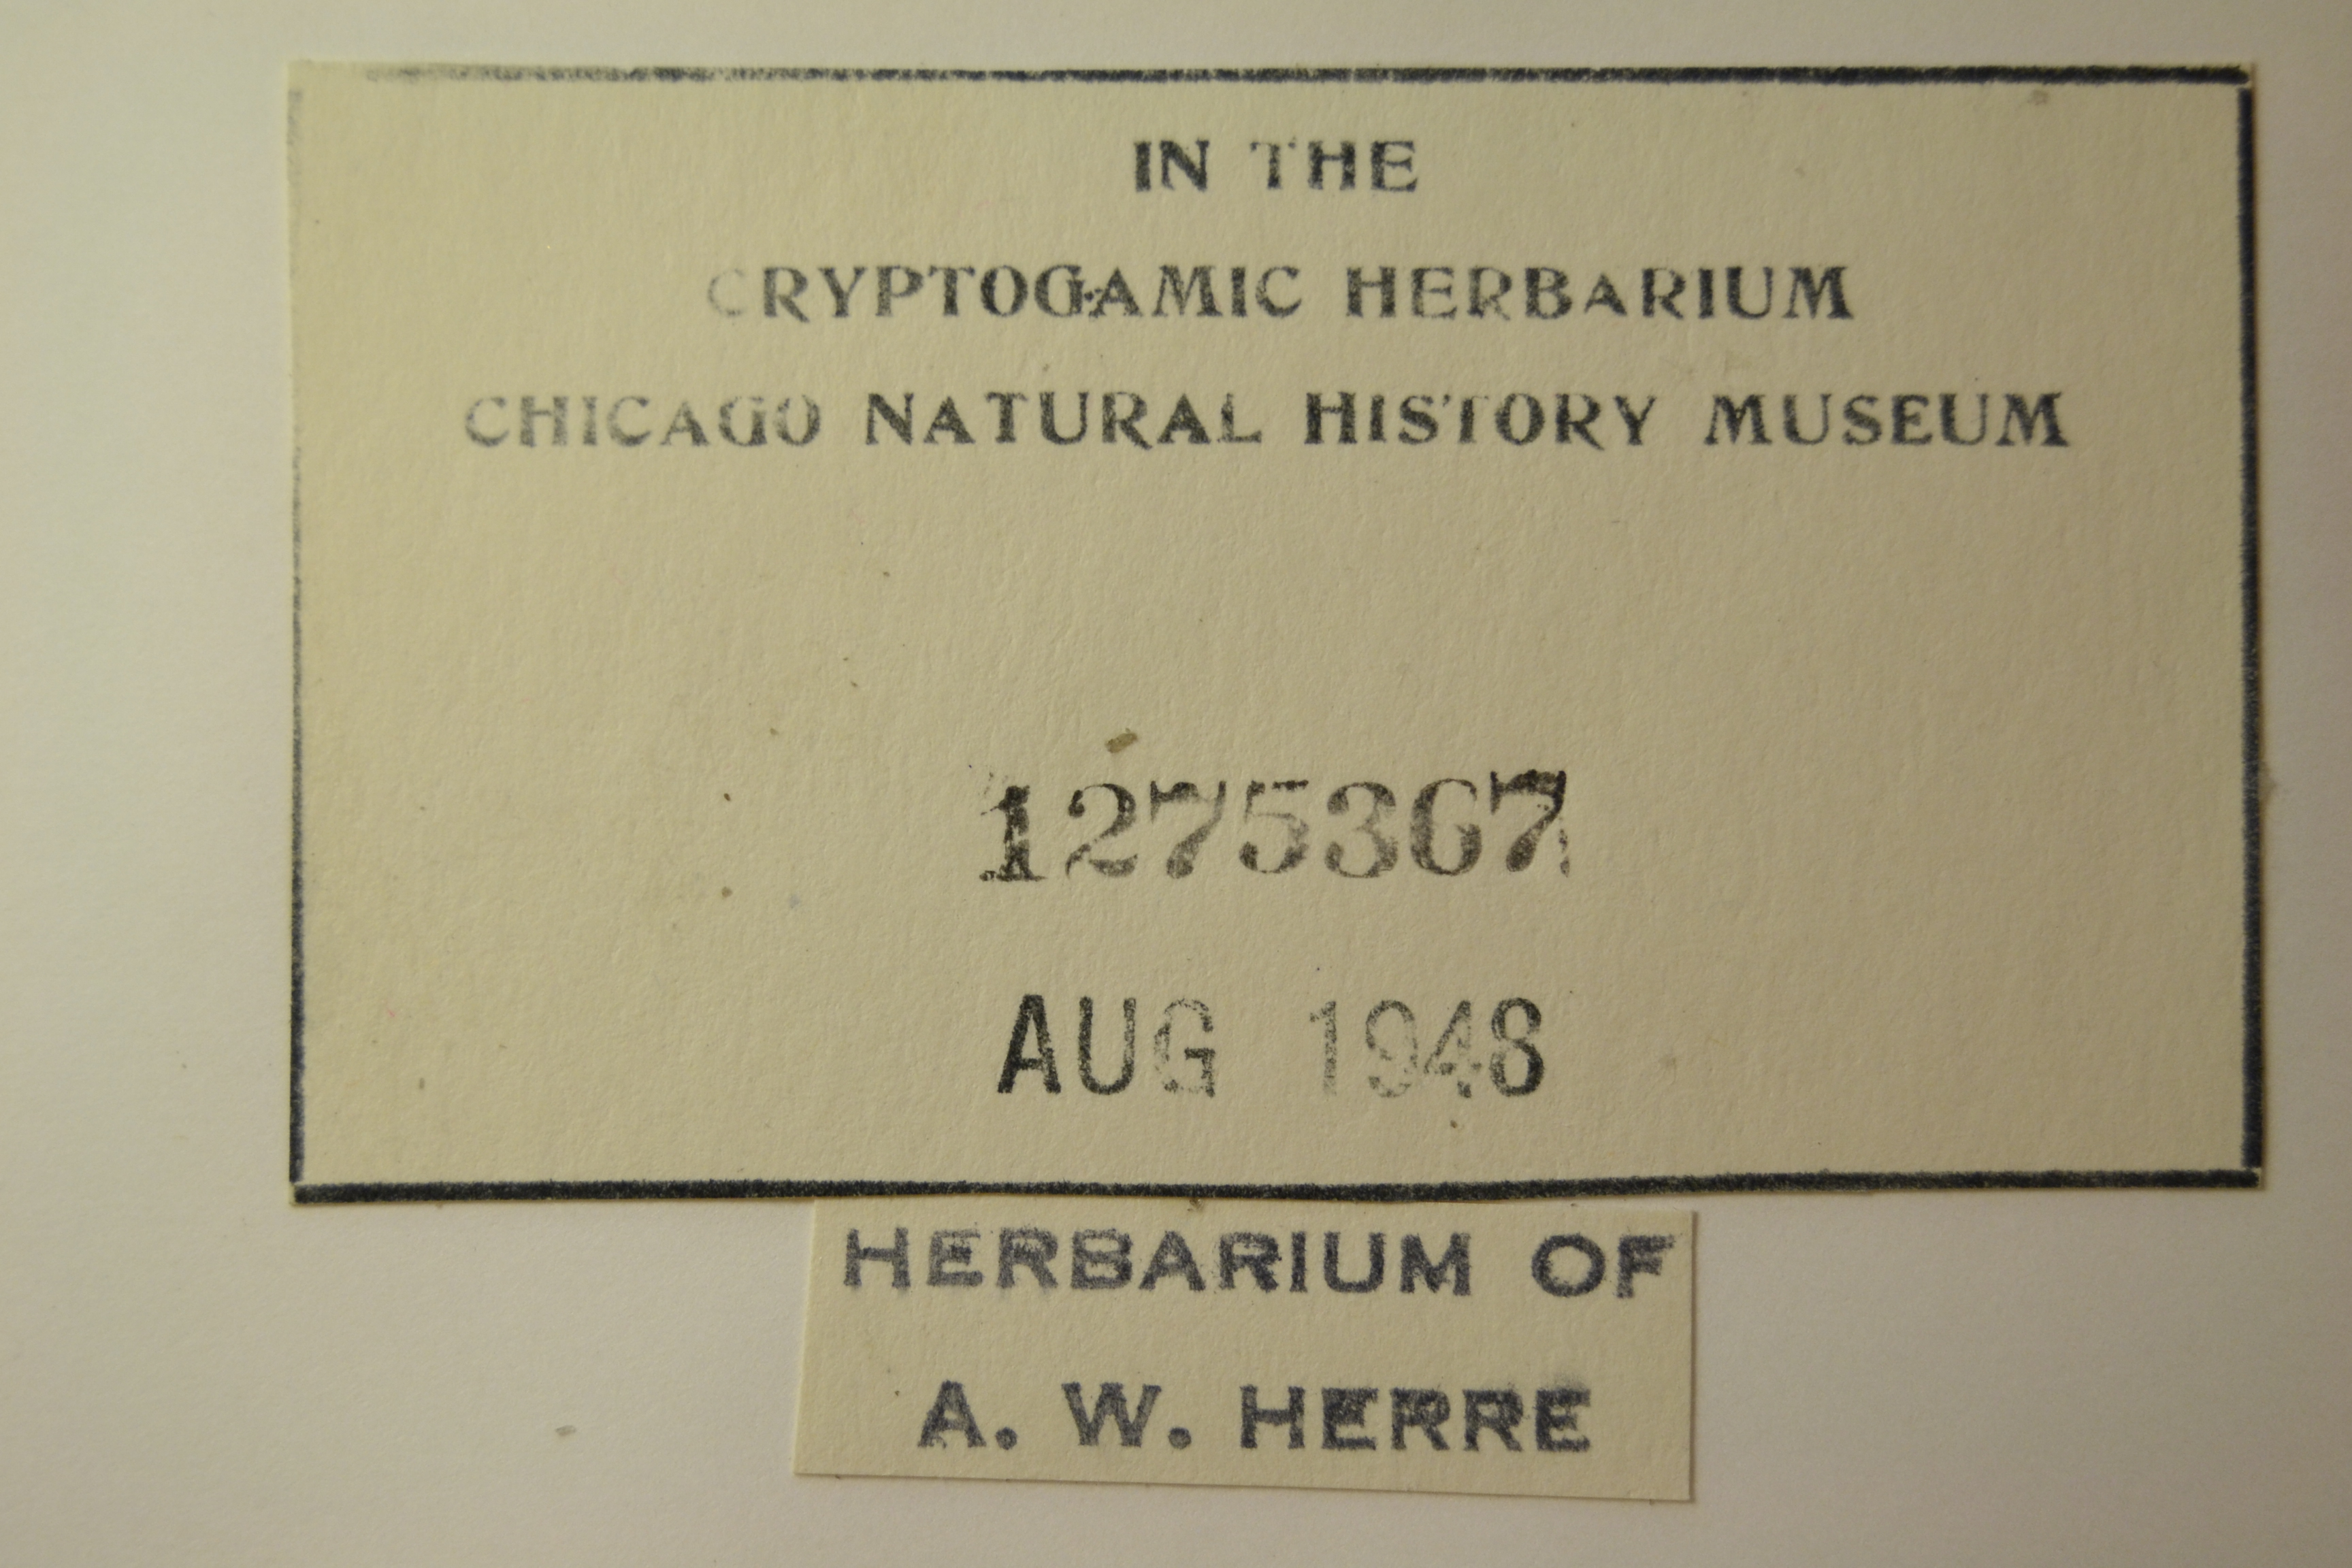 IN THE
CRYPTOGAMIC HERBARIUM
CHICAGO NATURAL HISTORY MUSEUM
1275367
AUG 1948
HERBARIUM OF
A. W. HERRE